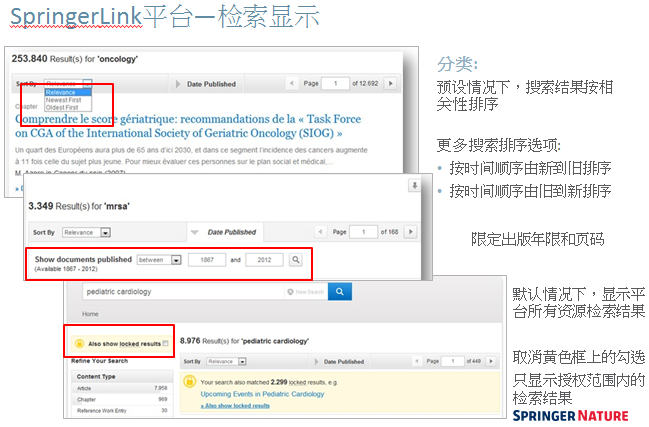 SpringerLink平台—检索显示
253.840 Result(s) for 'oncology'
Sort By Relevance Date Published Page 1 of 12.692
Relevance
Newest First
Oldest First
Chapter
Comprendre le score gériatrique: recommandations de la « Task Force
on CGA of the International Society of Geriatric Oncology (SIOG) »
Un quart des Européens aura plus de 65 ans d'ici 2030, et dans ce segment l'incidence des cancers augmente
à 11 fois celle du sujet plus jeune. Pour mieux évaluer ces personnes sur le plan social et médical,...
3.349 Result(s) for 'mrsa'
Sort By Relevance Date Published Page 1 of 168
Show documents published between 1867 and 2012
(Available 1867 - 2012)
pediatric cardiology New Search
Home
Also show locked results
Refine Your Search
Content Type
Article 7,958
Chapter 969
Reference Work Entry 30
8.976 Result(s) for 'pediatric cardiology'
Sort By Relevance Date Published Page 1 of 449
Your search also matched 2.299 locked results, e.g.
Upcoming Events in Pediatric Cardiology
» Also show locked results
分类:
预设情况下，搜索结果按相
关性排序
更多搜索排序选项:
• 按时间顺序由新到旧排序
• 按时间顺序由旧到新排序
限定出版年限和页码
默认情况下，显示平
台所有资源检索结果
取消黄色框上的勾选
只显示授权范围内的
检索结果
SPRINGER NATURE